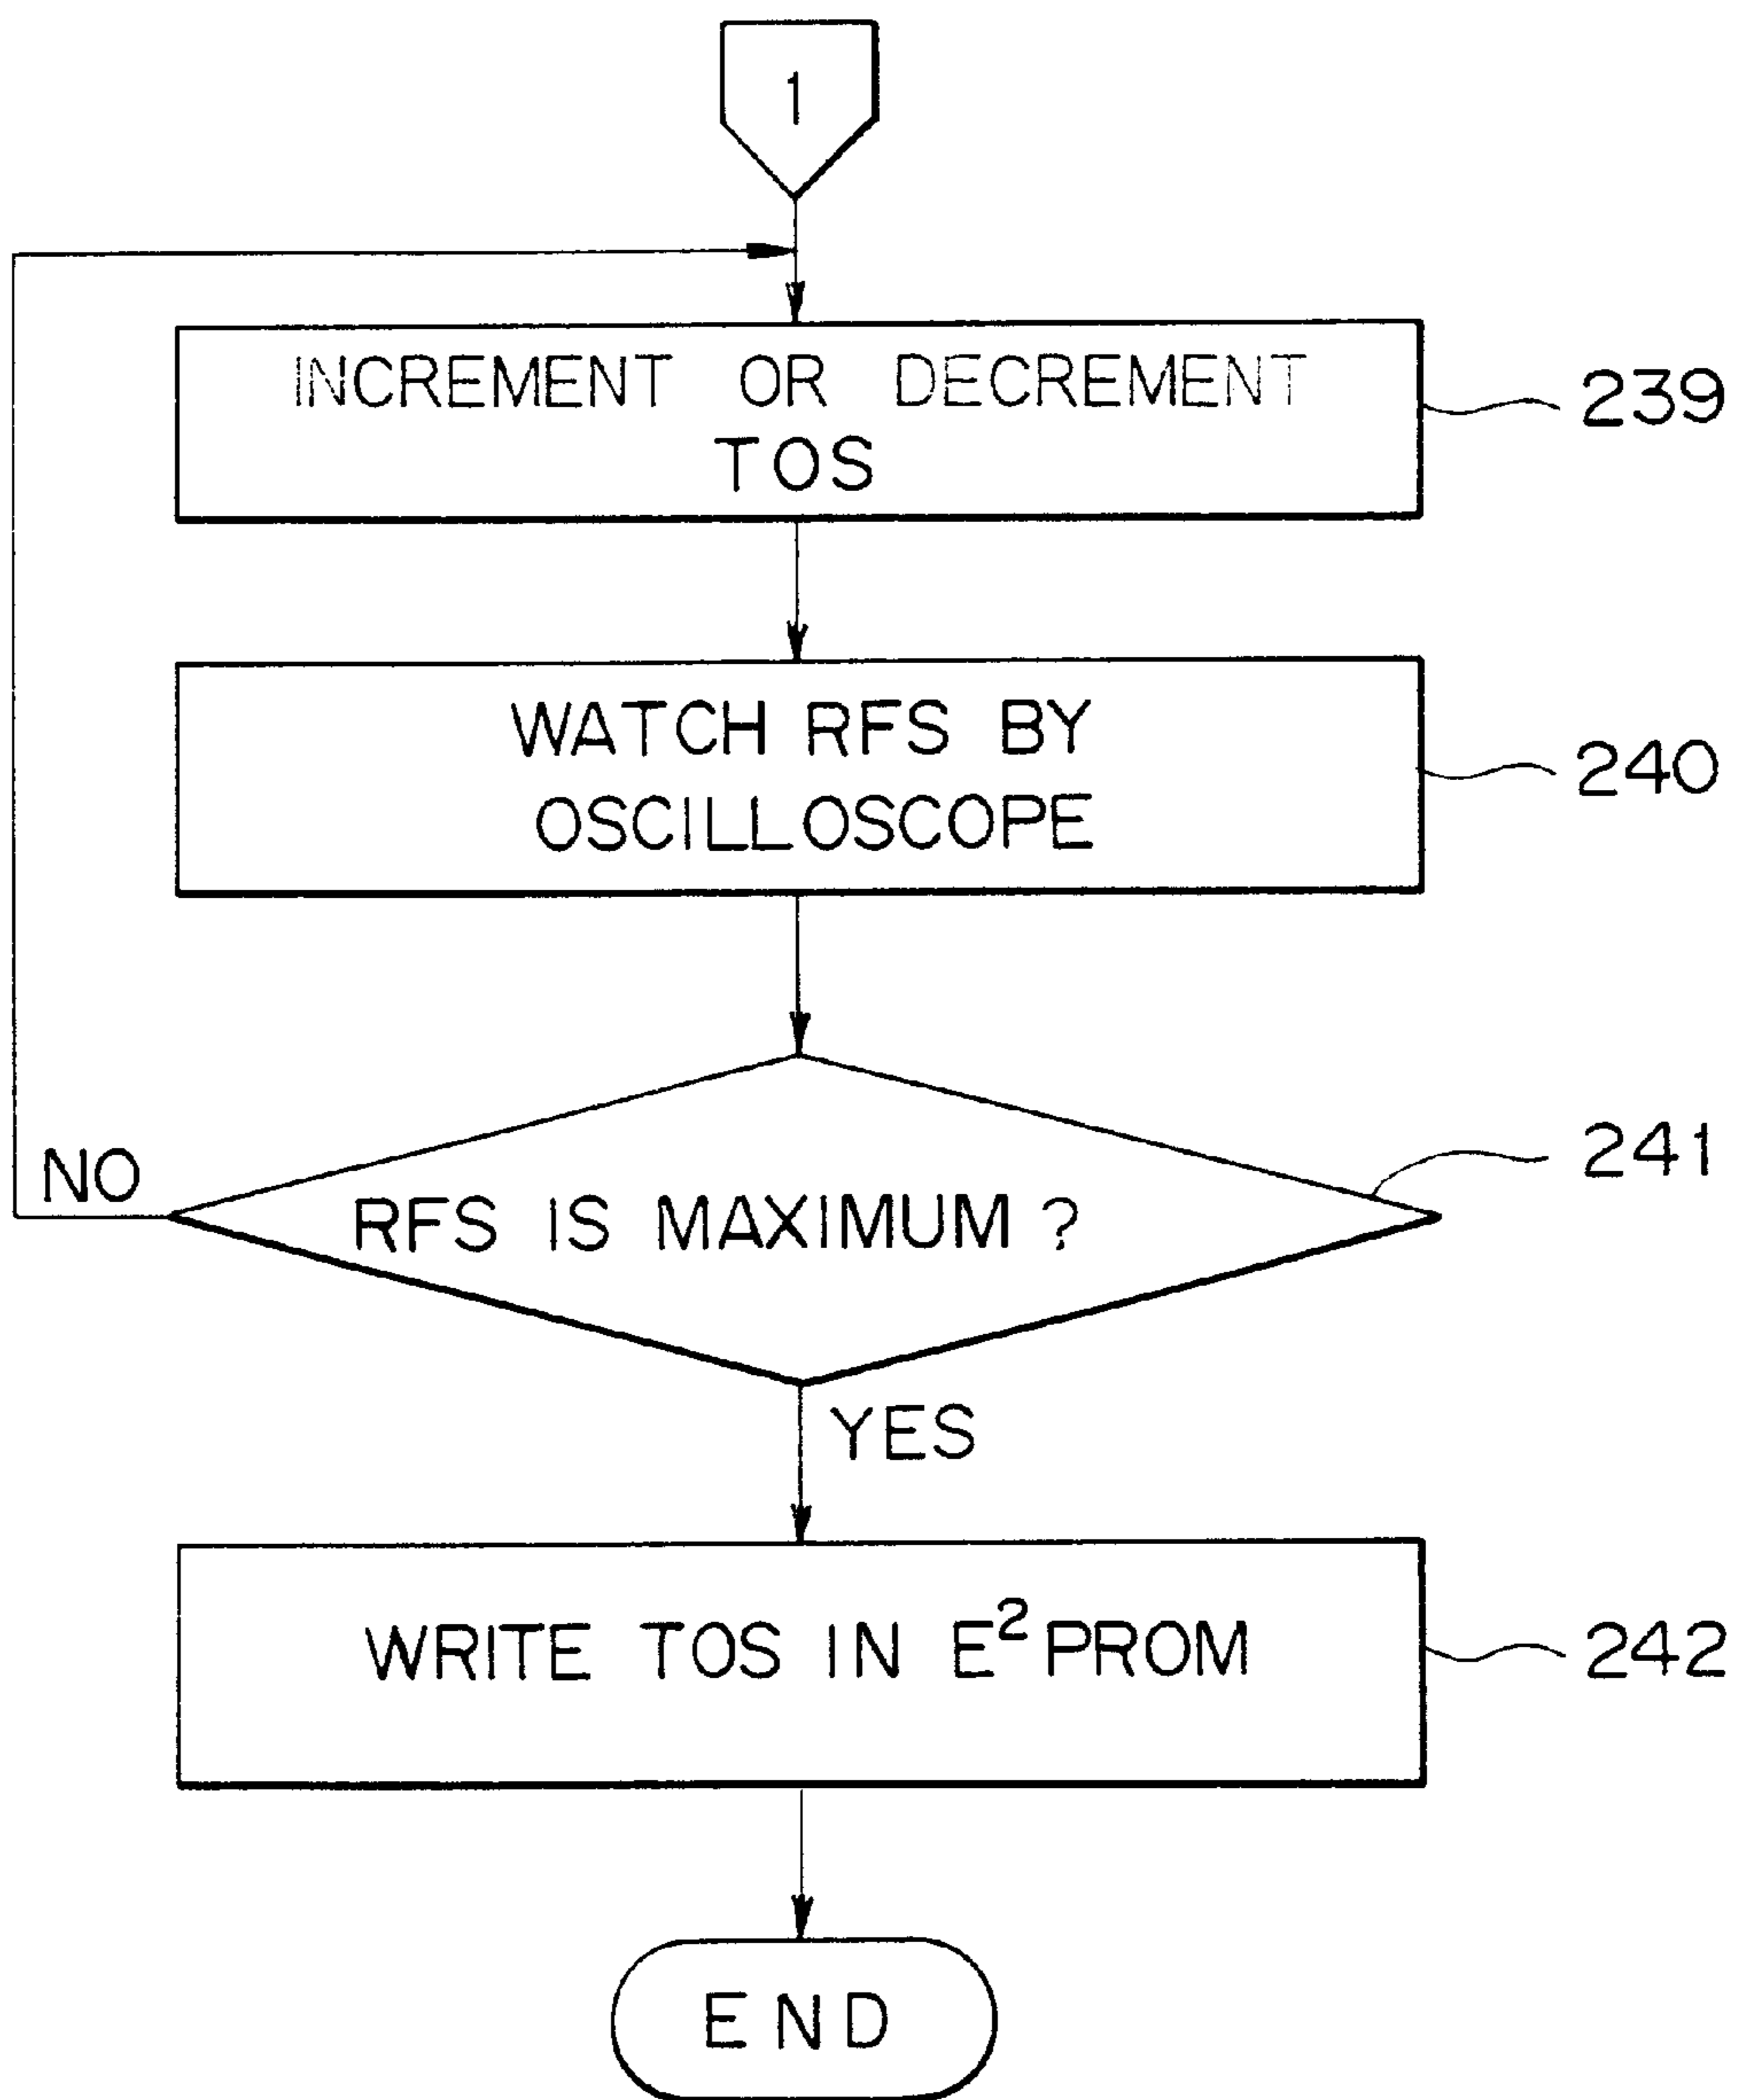 1
INCREMENT OR DECREMENT
TOS
239
WATCH RFS BY
OSCILLOSCOPE
240
241
NO
RFS IS MAXIMUM ?
YES
WRITE TOS IN E²PROM
242
END